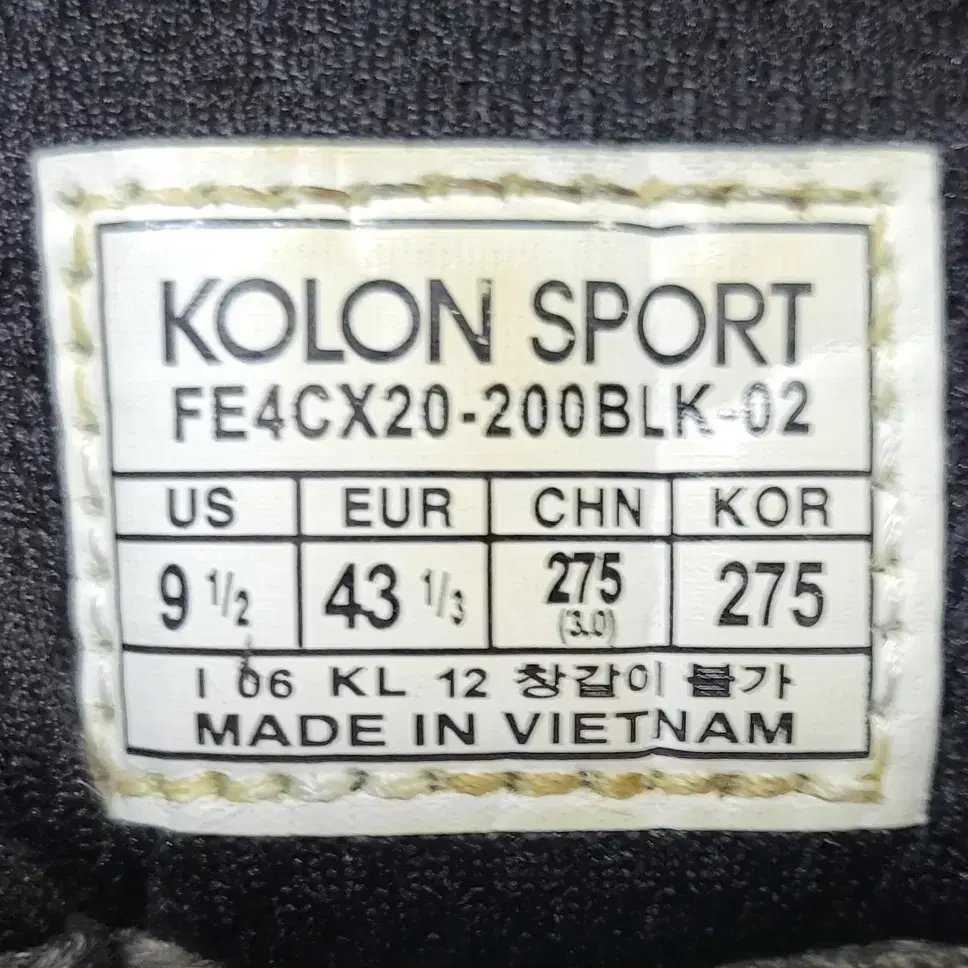 KOLON SPORT
FE4CX20-200BLK-02
US EUR CHN KOR
9 1/2 43 1/3 275 (3.0) 275
I 06 KL 12 창갈이 불가
MADE IN VIETNAM